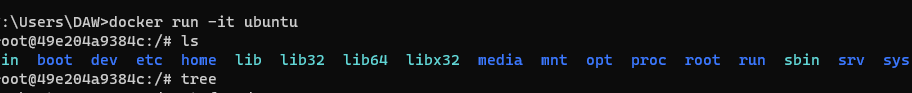 :\Users\DAW>docker run -it ubuntu
root@49e204a9384c:/# ls
in boot dev etc home lib lib32 lib64 libx32 media mnt opt proc root run sbin srv sys
root@49e204a9384c:/# tree